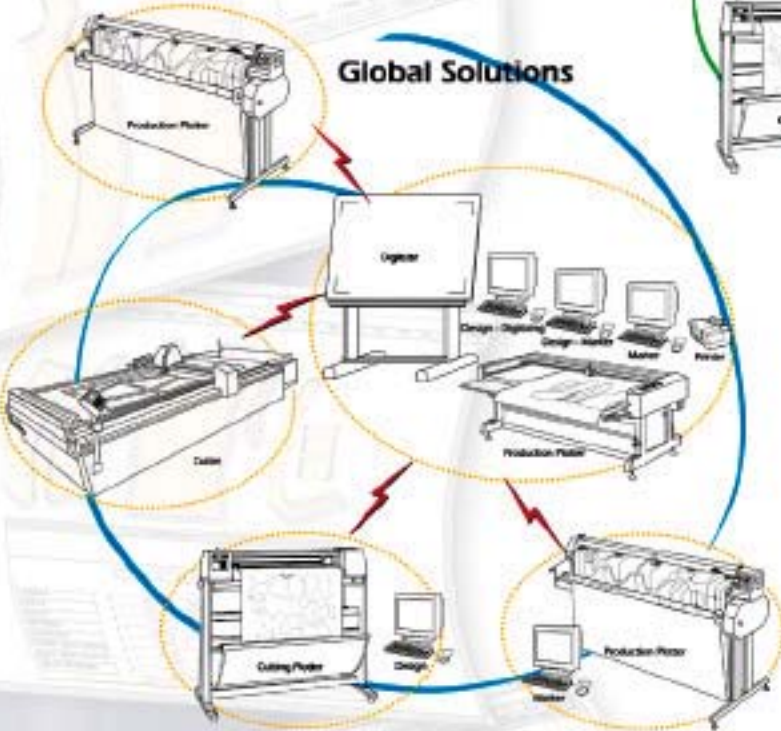 Global Solutions
Production Plotter
Digitizer
Design - Digitizing
Design - Marker
Marker
Printer
Production Plotter
Cutter
Cutting Plotter
Design
Production Plotter
Marker